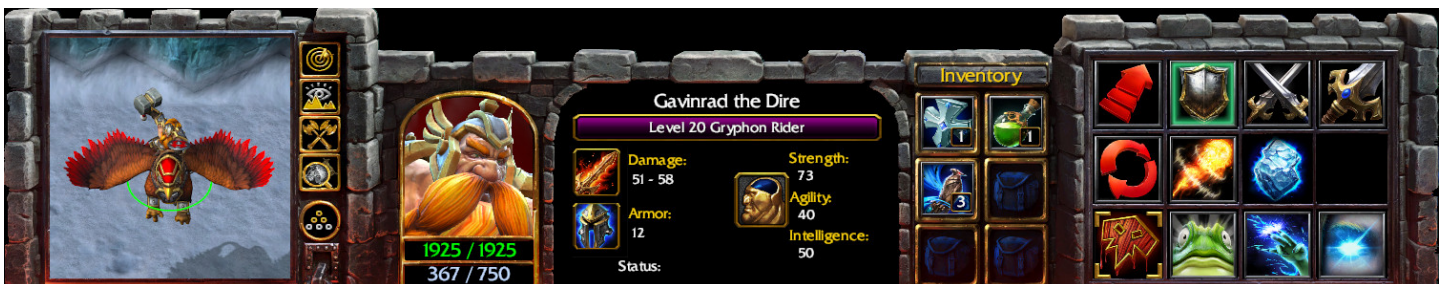 Inventory
Gavinrad the Dire
Level 20 Gryphon Rider
1
1
Damage:
51 - 58
Strength:
73
Agility:
40
3
Armor:
12
Intelligence:
50
1925 / 1925
367 / 750
Status: